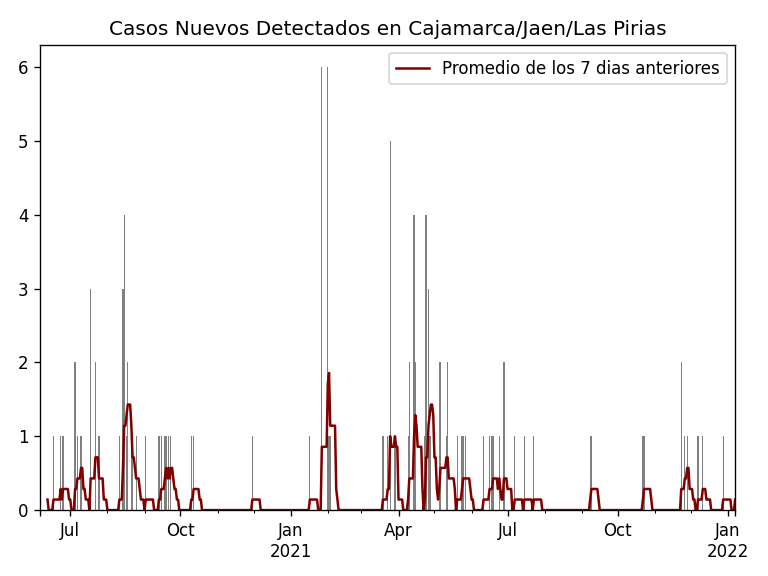 Casos Nuevos Detectados en Cajamarca/Jaen/Las Pirias
Promedio de los 7 dias anteriores
6
5
4
3
2
1
0
Jul
Oct
Jan
2021
Apr
Jul
Oct
Jan
2022